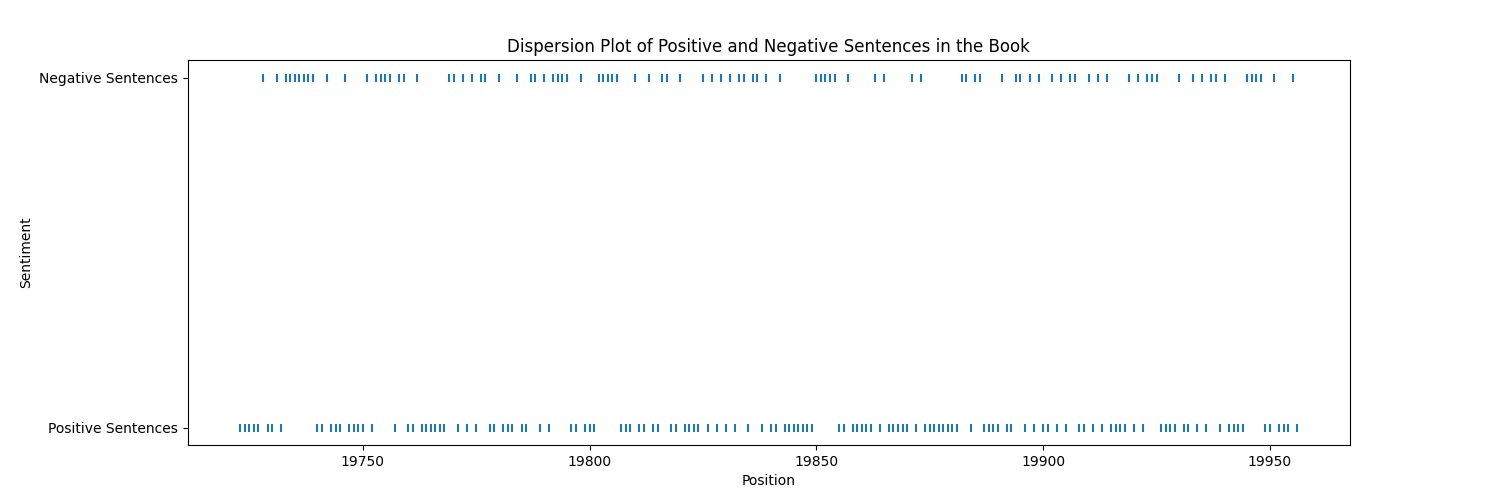 Dispersion Plot of Positive and Negative Sentences in the Book
Negative Sentences
Sentiment
Positive Sentences
19750 19800 19850 19900 19950
Position